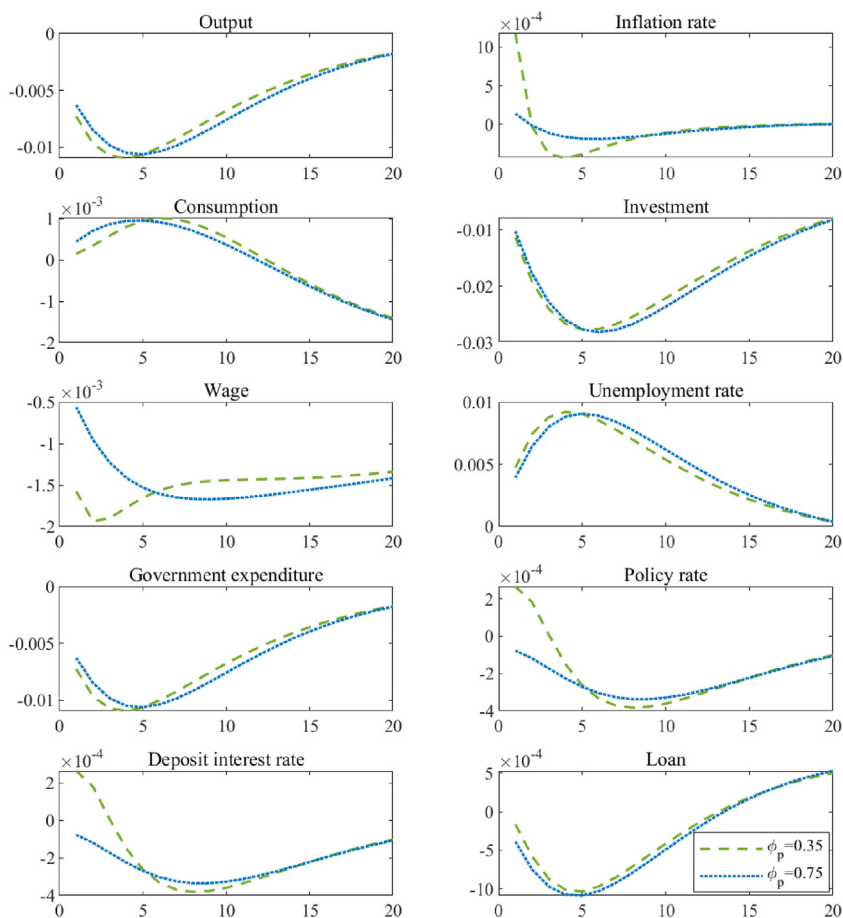 Output
0
-0.005
-0.01
0 5 10 15 20
×10⁻⁴
Inflation rate
10
5
0
0 5 10 15 20
×10⁻³
Consumption
1
0
-1
-2
0 5 10 15 20
Investment
-0.01
-0.02
-0.03
0 5 10 15 20
×10⁻³
Wage
-0.5
-1
-1.5
-2
0 5 10 15 20
Unemployment rate
0.01
0.005
0
0 5 10 15 20
Government expenditure
0
-0.005
-0.01
0 5 10 15 20
×10⁻⁴
Policy rate
2
0
-2
-4
0 5 10 15 20
×10⁻⁴
Deposit interest rate
2
0
-2
-4
0 5 10 15 20
×10⁻⁴
Loan
5
0
-5
-10
0 5 10 15 20
ϕₚ=0.35
ϕₚ=0.75